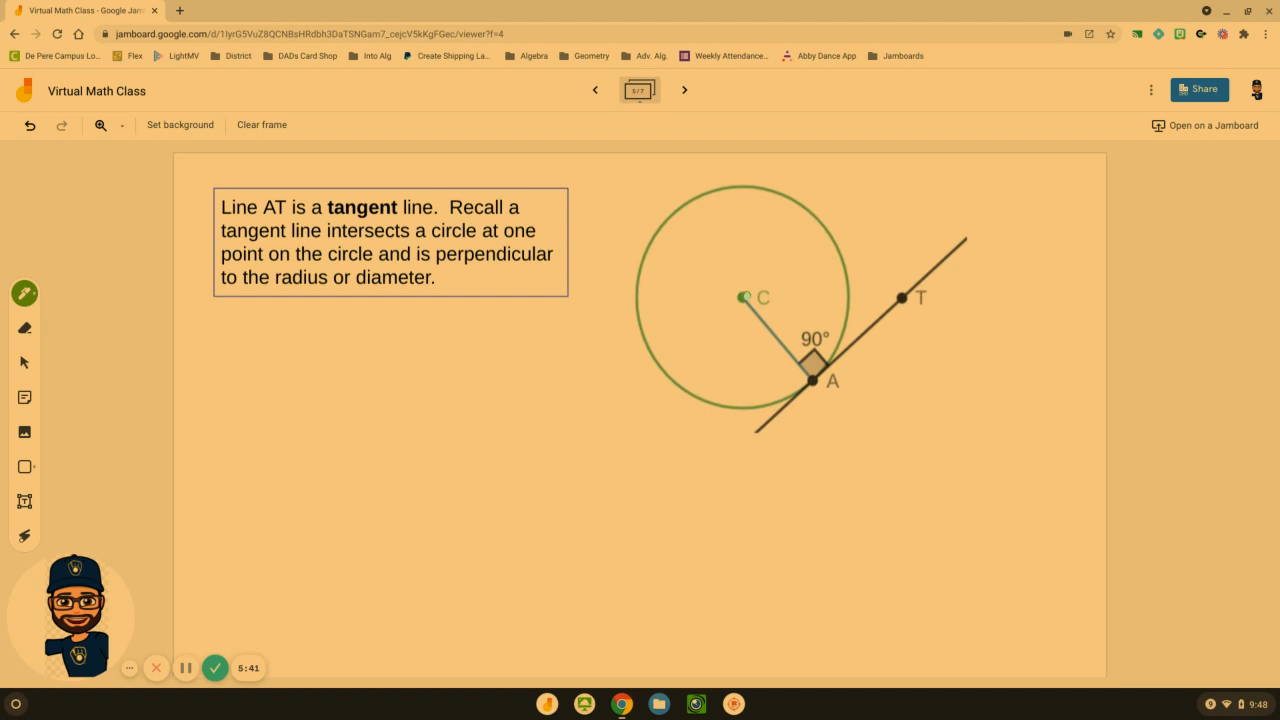 Virtual Math Class - Google Jam
jamboard.google.com/d/1IyrG5VuZ8QCNBsHRdbh3DaTSNGam7_cejcV5kKgFGec/viewer?f=4
De Pere Campus Lo... Flex LightMV District DADs Card Shop Into Alg Create Shipping La... Algebra Geometry Adv. Alg. Weekly Attendance... Abby Dance App Jamboards
Virtual Math Class
5/7
Share
Set background Clear frame
Open on a Jamboard
Line AT is a tangent line. Recall a
tangent line intersects a circle at one
point on the circle and is perpendicular
to the radius or diameter.
C
T
90°
A
5:41
9:48